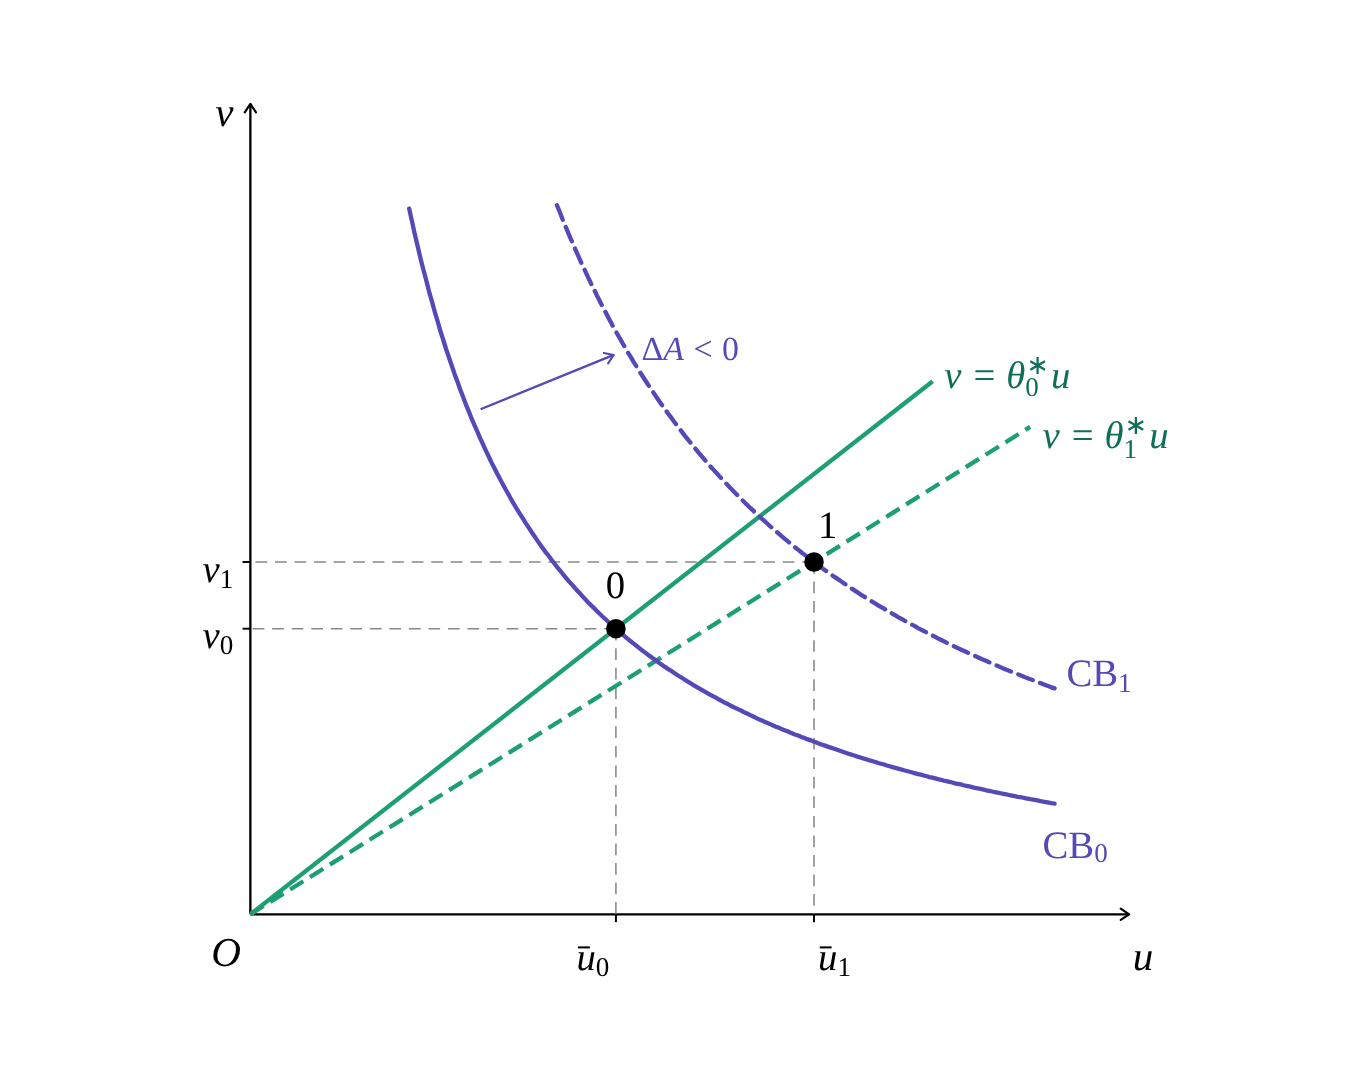 v
ΔA < 0
v = θ₀*u
v = θ₁*u
1
v₁
0
v₀
CB₁
CB₀
O
ū₀
ū₁
u